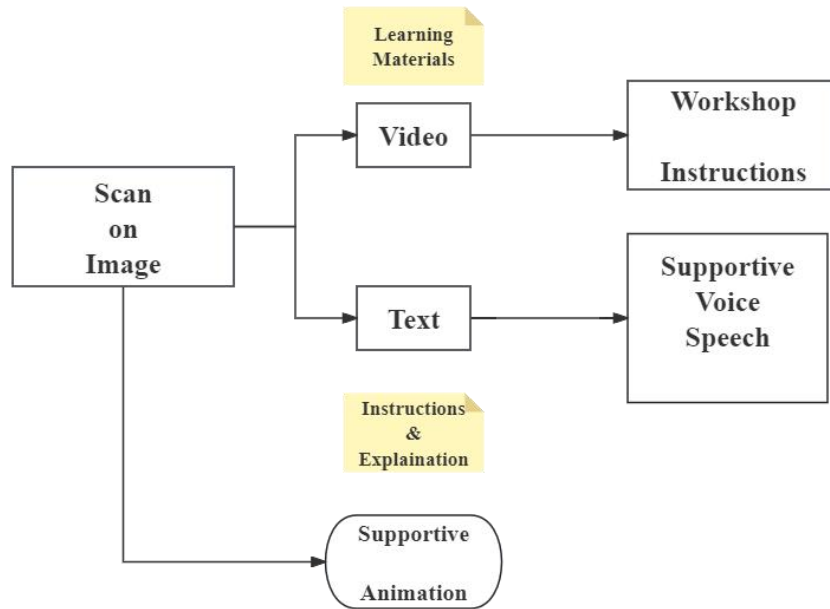 Learning
Materials
Video
Workshop
Instructions
Scan
on
Image
Text
Supportive
Voice
Speech
Instructions
&
Explaination
Supportive
Animation